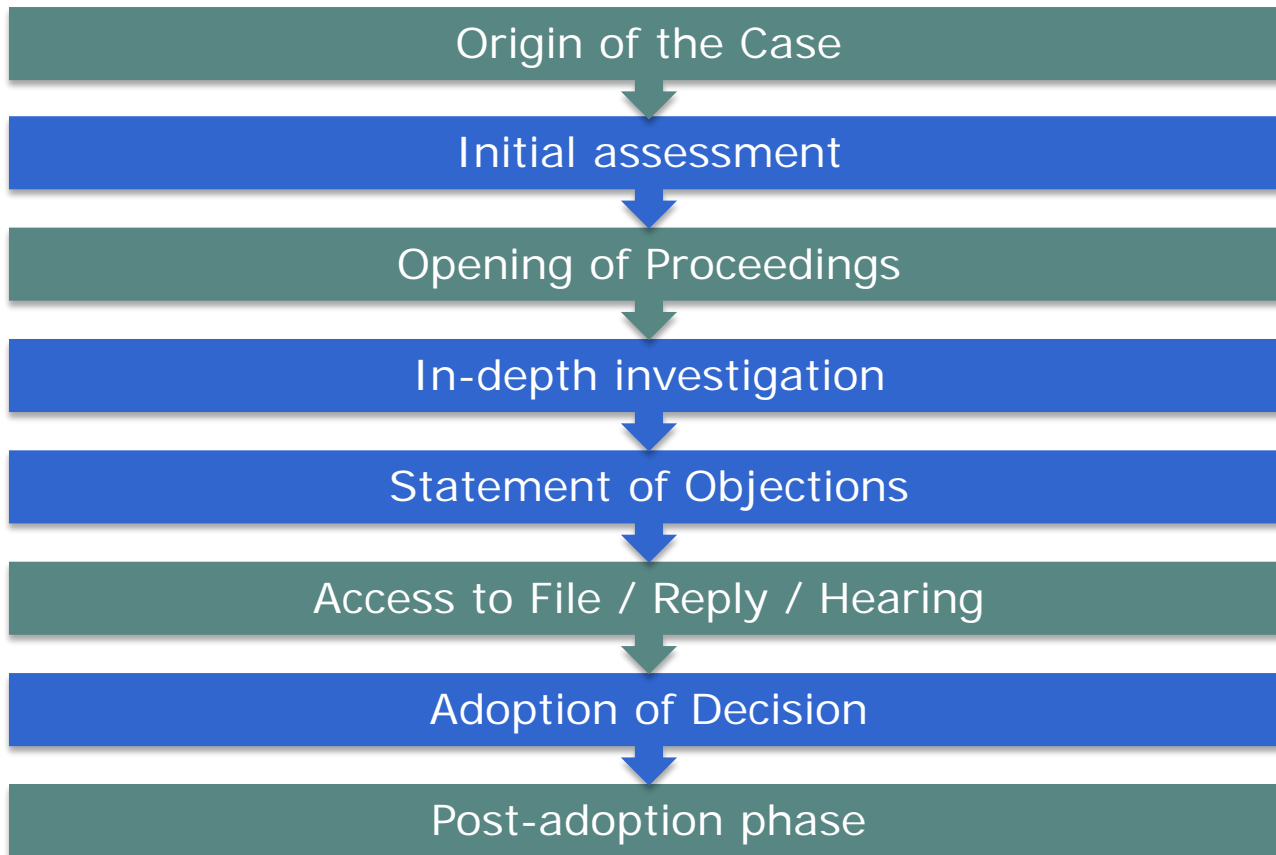 Origin of the Case
Initial assessment
Opening of Proceedings
In-depth investigation
Statement of Objections
Access to File / Reply / Hearing
Adoption of Decision
Post-adoption phase